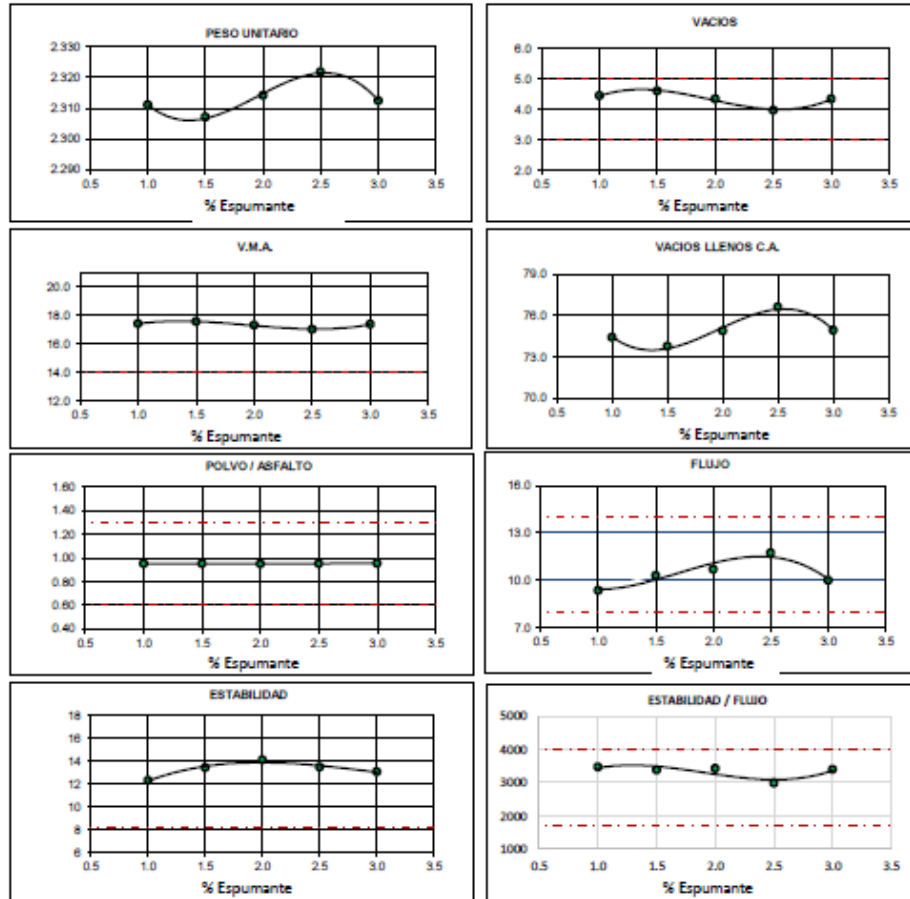 PESO UNITARIO
2.330
2.320
2.310
2.300
2.290
0.5 1.0 1.5 2.0 2.5 3.0 3.5
% Espumante
VACIOS
6.0
5.0
4.0
3.0
2.0
0.5 1.0 1.5 2.0 2.5 3.0 3.5
% Espumante
V.M.A.
20.0
18.0
16.0
14.0
12.0
0.5 1.0 1.5 2.0 2.5 3.0 3.5
% Espumante
VACIOS LLENOS C.A.
79.0
76.0
73.0
70.0
0.5 1.0 1.5 2.0 2.5 3.0 3.5
% Espumante
POLVO / ASFALTO
1.60
1.40
1.20
1.00
0.80
0.60
0.40
0.5 1.0 1.5 2.0 2.5 3.0 3.5
% Espumante
FLUJO
16.0
13.0
10.0
7.0
0.5 1.0 1.5 2.0 2.5 3.0 3.5
% Espumante
ESTABILIDAD
18
16
14
12
10
8
6
0.5 1.0 1.5 2.0 2.5 3.0 3.5
% Espumante
ESTABILIDAD / FLUJO
5000
4000
3000
2000
1000
0.5 1.0 1.5 2.0 2.5 3.0 3.5
% Espumante